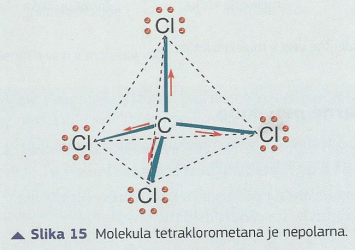 Cl
C
Cl
Cl
Cl
▲ Slika 15 Molekula tetraklorometana je nepolarna.